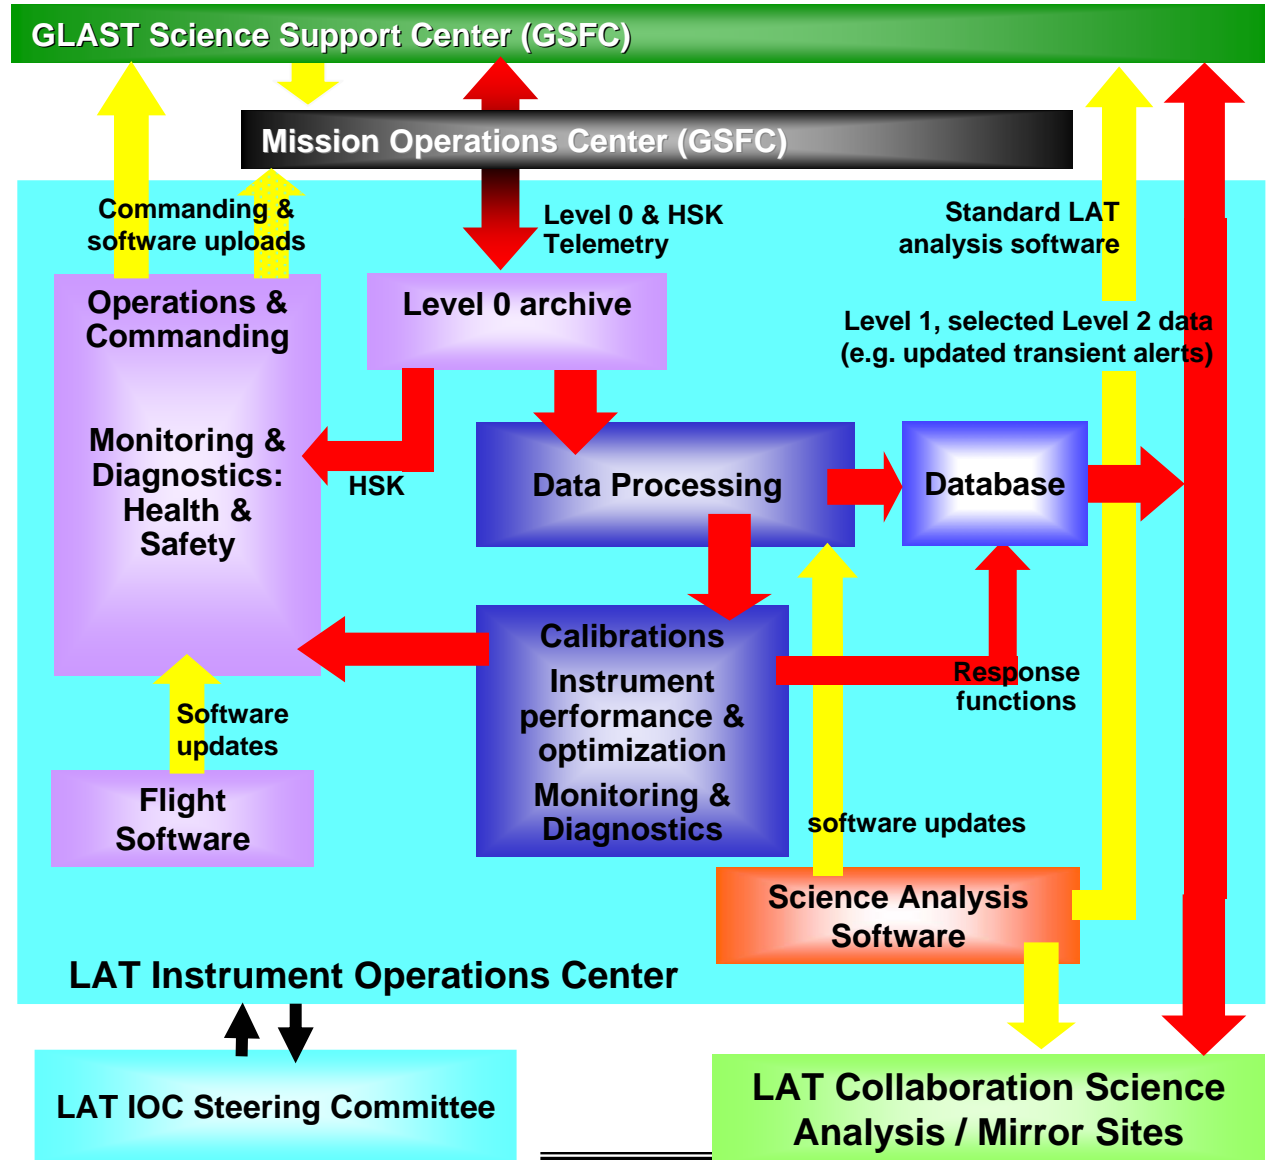 GLAST Science Support Center (GSFC)
Mission Operations Center (GSFC)
Commanding &
software uploads
Level 0 & HSK
Telemetry
Standard LAT
analysis software
Operations &
Commanding
Monitoring &
Diagnostics:
Health &
Safety
Level 0 archive
Level 1, selected Level 2 data
(e.g. updated transient alerts)
HSK
Data Processing
Database
Calibrations
Instrument
performance &
optimization
Monitoring &
Diagnostics
Response
functions
Software
updates
Flight
Software
software updates
Science Analysis
Software
LAT Instrument Operations Center
LAT IOC Steering Committee
LAT Collaboration Science
Analysis / Mirror Sites